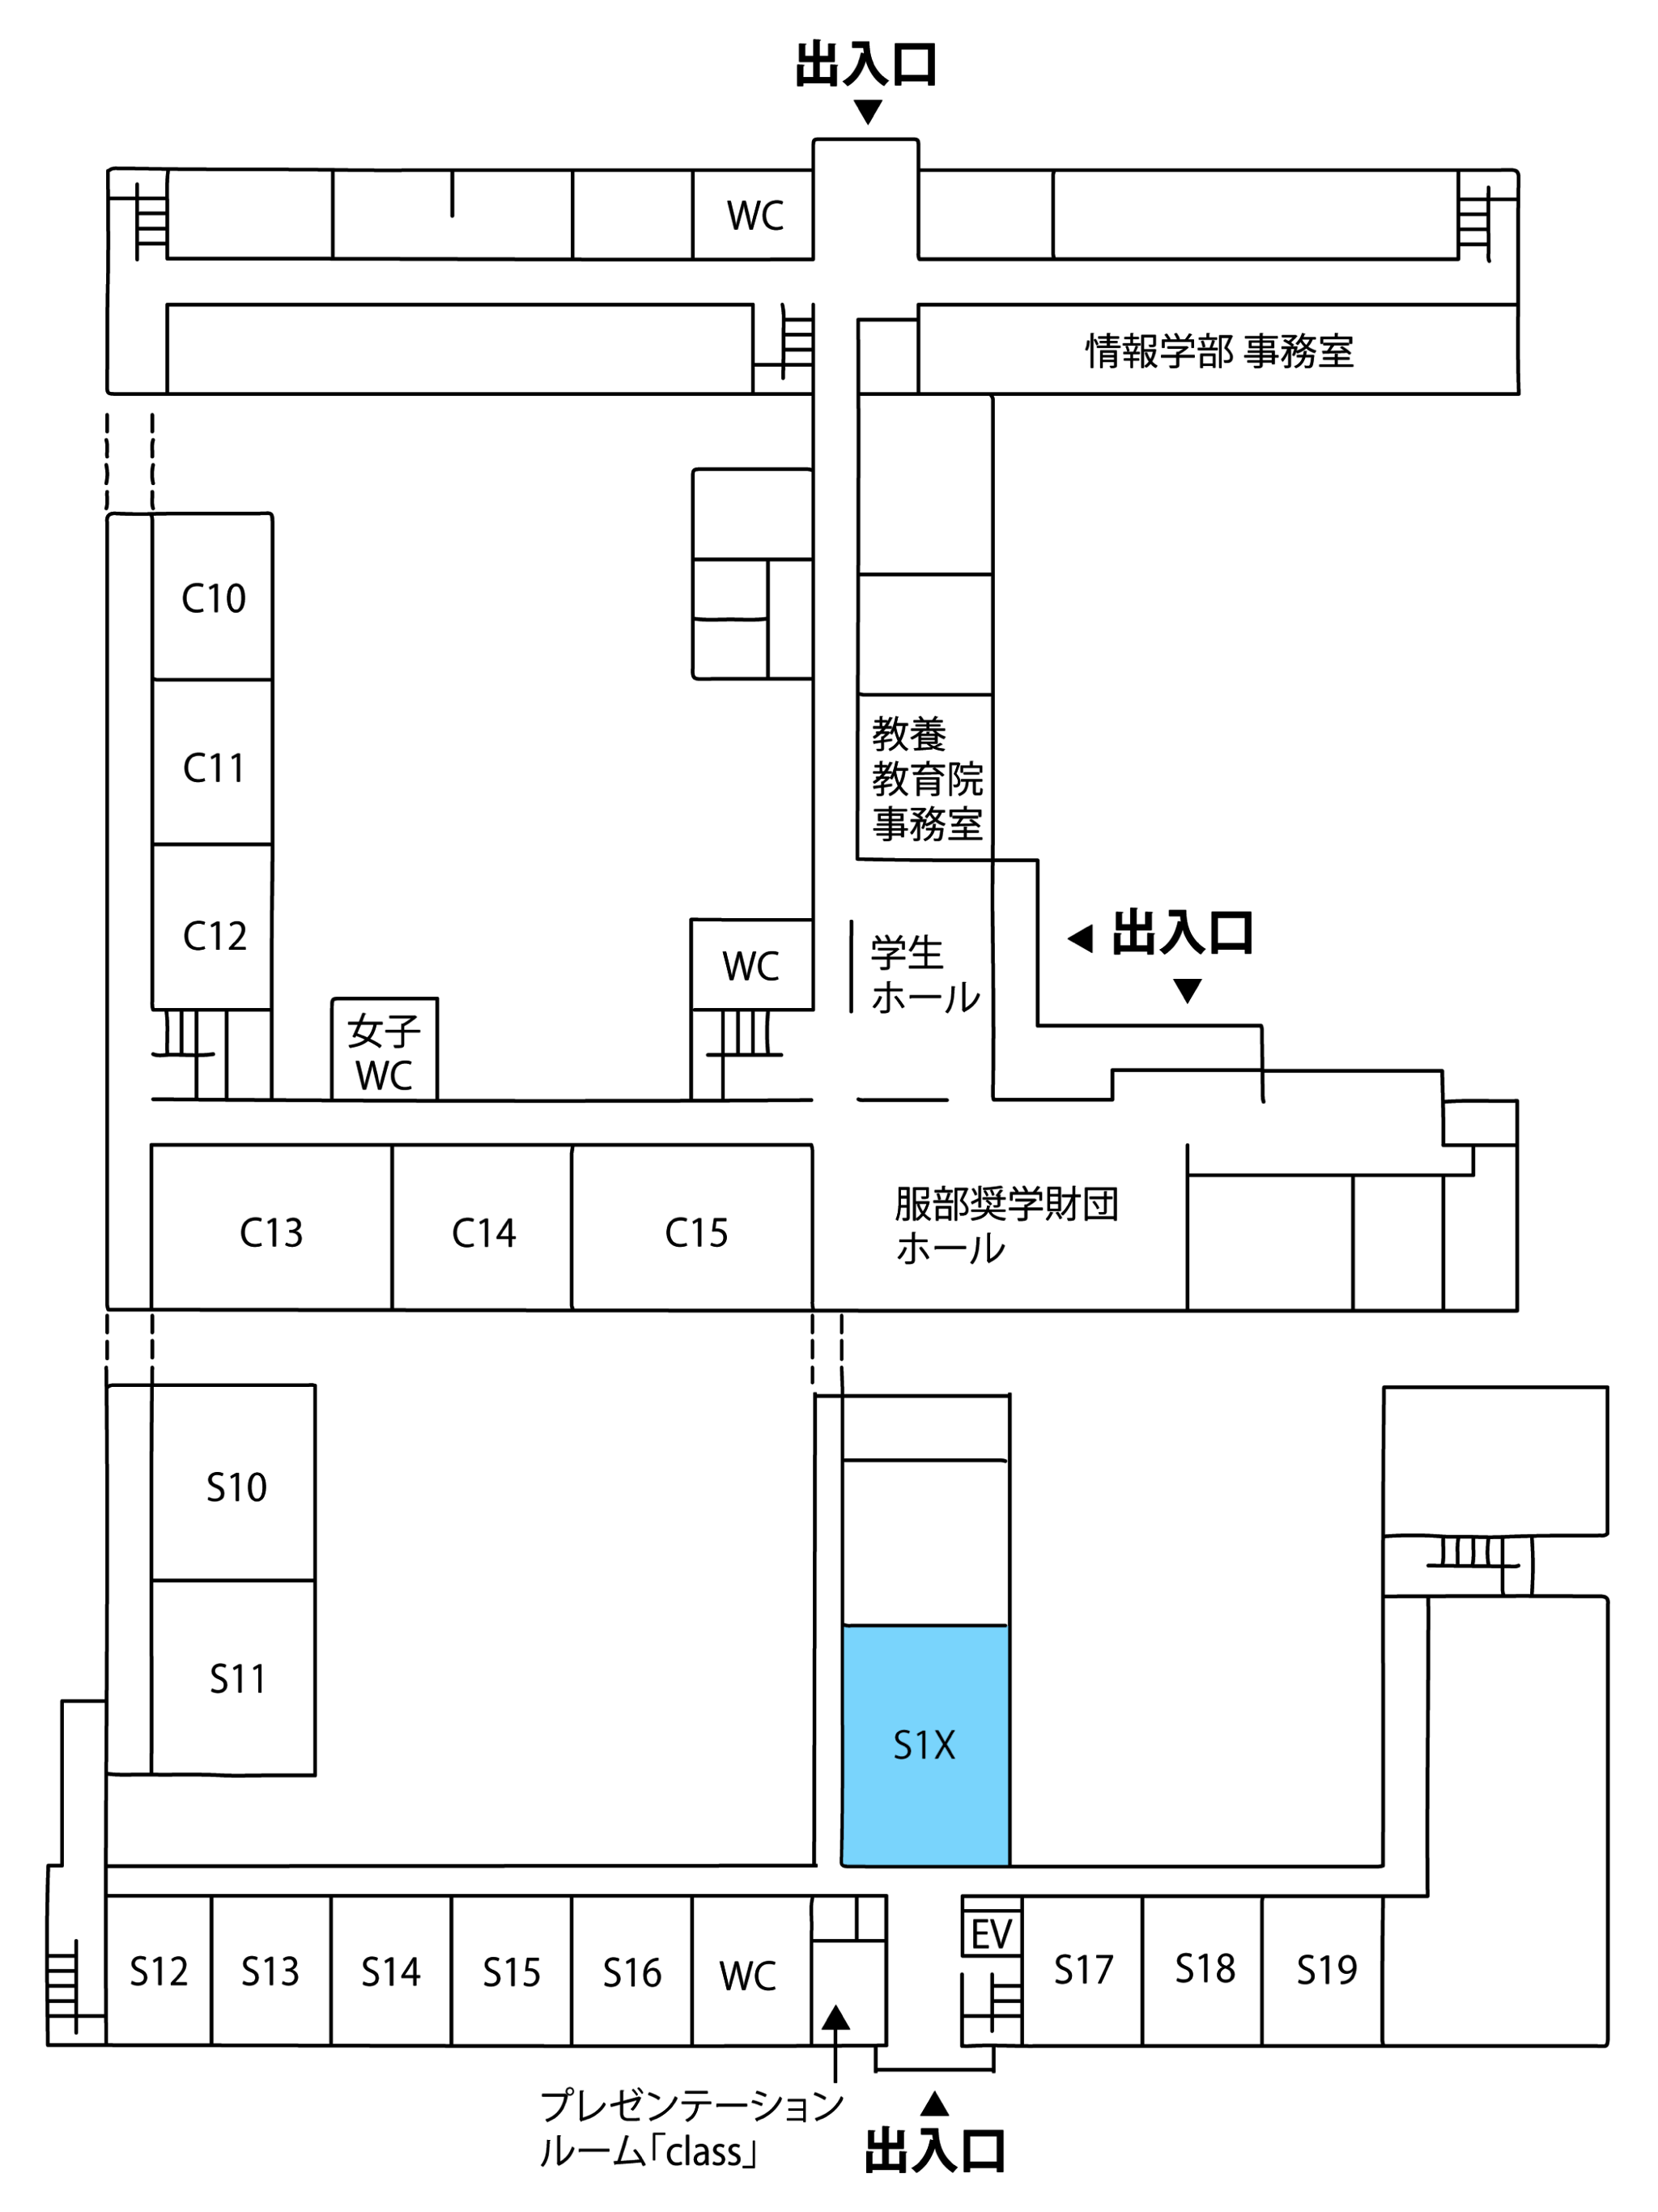 出入口
WC
情報学部 事務室
C10
C11
C12
教養
教育院
事務室
出入口
WC
学生
ホール
女子
WC
C13
C14
C15
服部奨学財団
ホール
S10
S11
S1X
S12
S13
S14
S15
S16
WC
EV
S17
S18
S19
プレゼンテーション
ルーム「class」
出入口